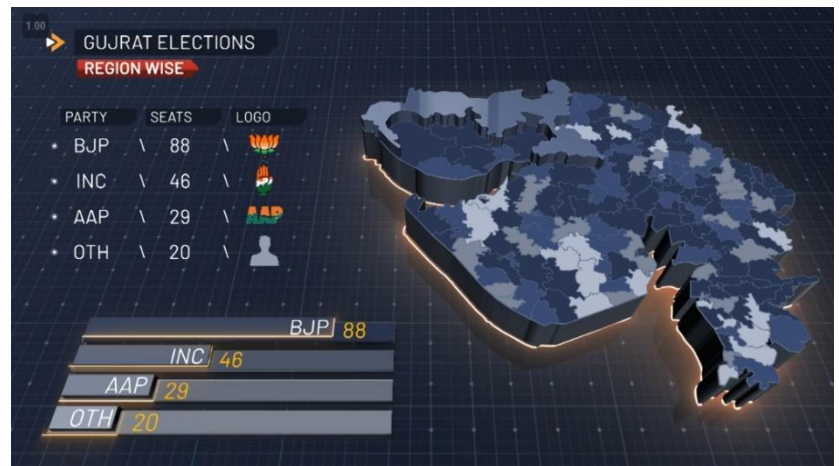 1.00
GUJRAT ELECTIONS
REGION WISE
PARTY SEATS LOGO
BJP \ 88 \
INC \ 46 \
AAP \ 29 \ AAP
OTH \ 20 \
BJP 88
INC 46
AAP 29
OTH 20